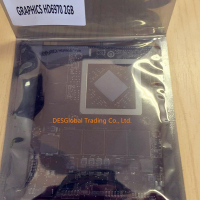 GRAPHICS HD6970 2GB
DESGlobal Trading Co., Ltd